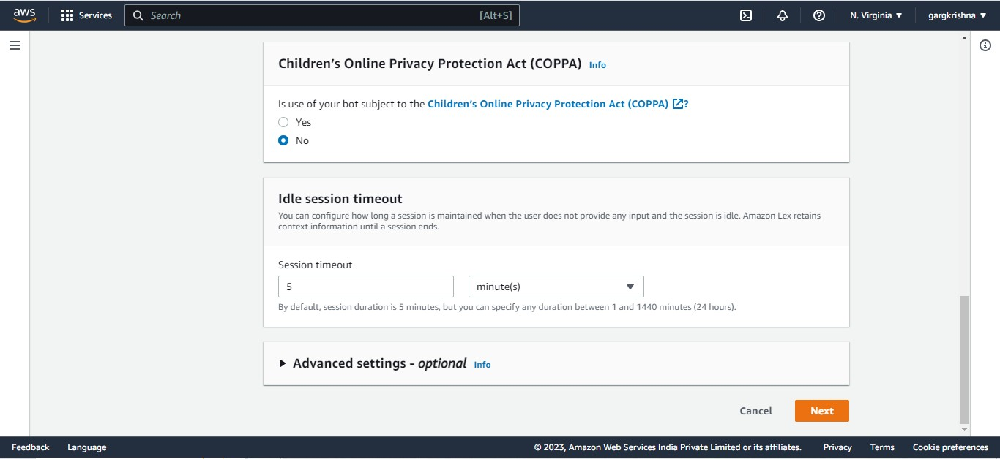 aws Services Search [Alt+S] N. Virginia gargkrishna
Children's Online Privacy Protection Act (COPPA) Info
Is use of your bot subject to the Children's Online Privacy Protection Act (COPPA) ?
Yes
No
Idle session timeout
You can configure how long a session is maintained when the user does not provide any input and the session is idle. Amazon Lex retains
context information until a session ends.
Session timeout
5 minute(s)
By default, session duration is 5 minutes, but you can specify any duration between 1 and 1440 minutes (24 hours).
Advanced settings - optional Info
Cancel Next
Feedback Language © 2023, Amazon Web Services India Private Limited or its affiliates. Privacy Terms Cookie preferences